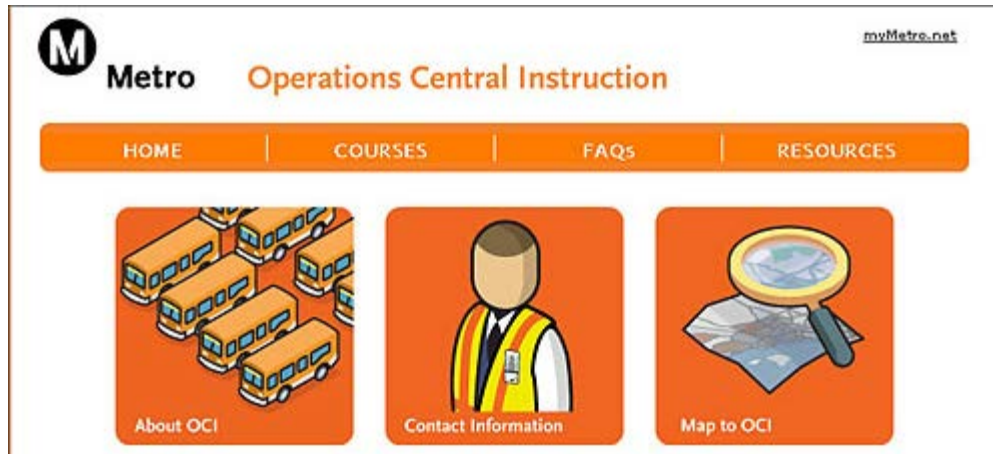 myMetro.net
M
Metro Operations Central Instruction
HOME COURSES FAQs RESOURCES
About OCI Contact Information Map to OCI